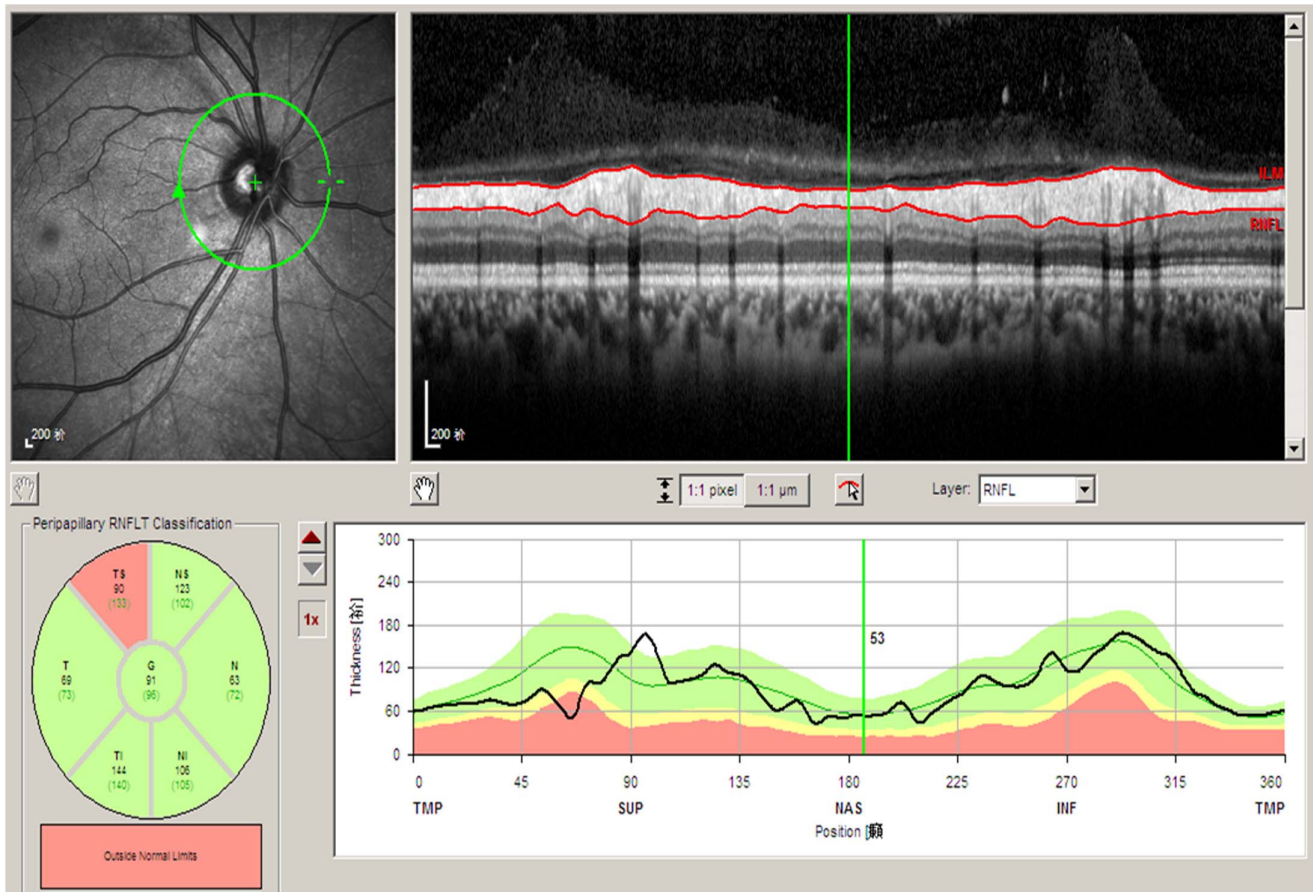 ILM
RNFL
200 祄
200 祄
1:1 pixel
1:1 µm
Layer:
RNFL
Peripapillary RNFLT Classification
TS
90
(133)
NS
123
(102)
T
69
(73)
G
91
(96)
N
63
(72)
TI
144
(140)
NI
106
(105)
Outside Normal Limits
1x
Thickness [祄]
300
240
180
120
60
0
53
0 45 90 135 180 225 270 315 360
TMP SUP NAS INF TMP
Position [